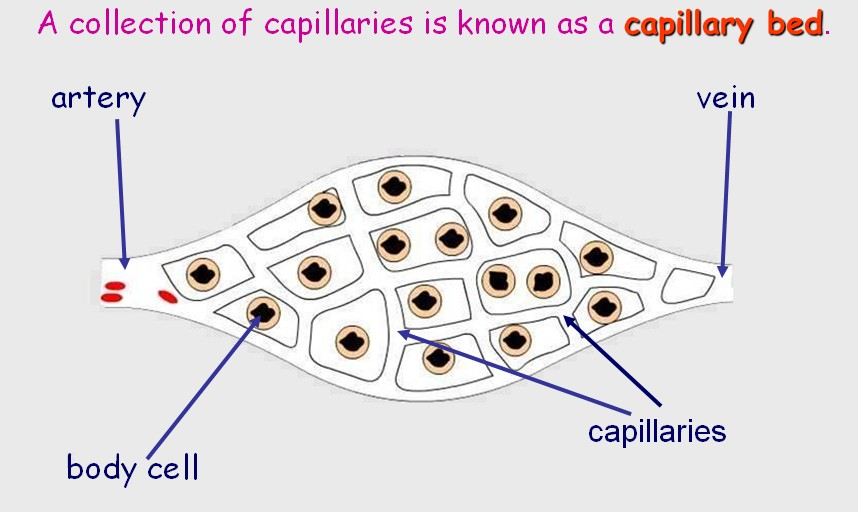 A collection of capillaries is known as a capillary bed.
artery
vein
capillaries
body cell